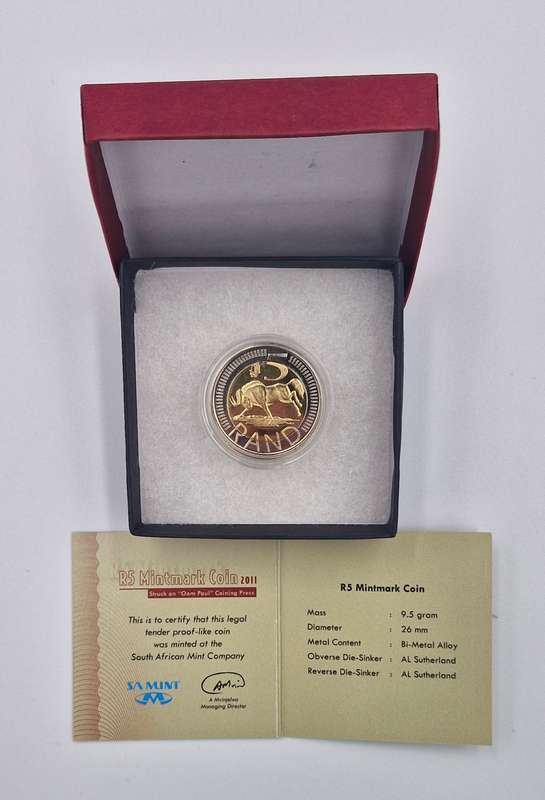 5
RAND
R5 Mintmark Coin 2011
Struck on "Oom Paul" Coining Press
This is to certify that this legal
tender proof-like coin
was minted at the
South African Mint Company
SA MINT
A Mvinjelwa
Managing Director
R5 Mintmark Coin
Mass : 9.5 gram
Diameter : 26 mm
Metal Content : Bi-Metal Alloy
Obverse Die-Sinker : AL Sutherland
Reverse Die-Sinker : AL Sutherland